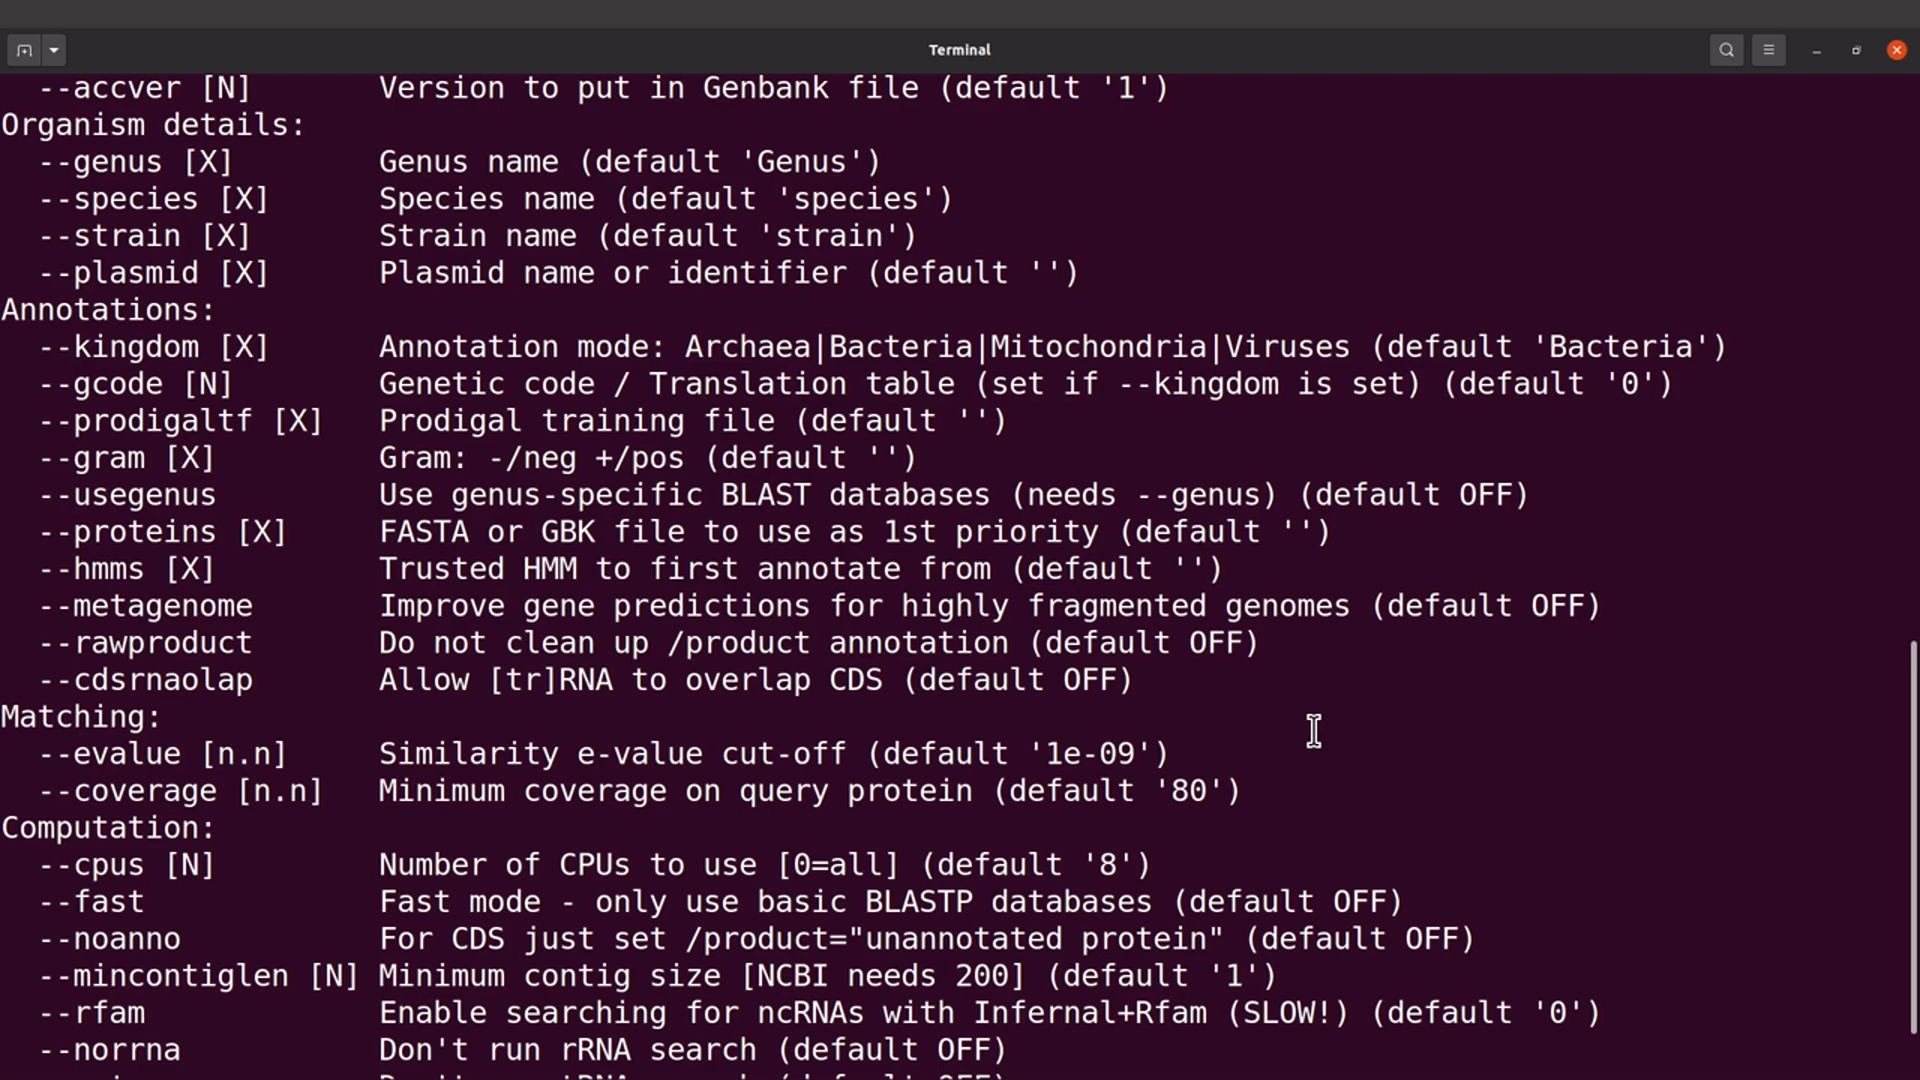 Terminal
--accver [N]       Version to put in Genbank file (default '1')
Organism details:
  --genus [X]        Genus name (default 'Genus')
  --species [X]      Species name (default 'species')
  --strain [X]       Strain name (default 'strain')
  --plasmid [X]      Plasmid name or identifier (default '')
Annotations:
  --kingdom [X]      Annotation mode: Archaea|Bacteria|Mitochondria|Viruses (default 'Bacteria')
  --gcode [N]        Genetic code / Translation table (set if --kingdom is set) (default '0')
  --prodigaltf [X]   Prodigal training file (default '')
  --gram [X]         Gram: -/neg +/pos (default '')
  --usegenus         Use genus-specific BLAST databases (needs --genus) (default OFF)
  --proteins [X]     FASTA or GBK file to use as 1st priority (default '')
  --hmms [X]         Trusted HMM to first annotate from (default '')
  --metagenome       Improve gene predictions for highly fragmented genomes (default OFF)
  --rawproduct       Do not clean up /product annotation (default OFF)
  --cdsrnaolap       Allow [tr]RNA to overlap CDS (default OFF)
Matching:
  --evalue [n.n]     Similarity e-value cut-off (default '1e-09')
  --coverage [n.n]   Minimum coverage on query protein (default '80')
Computation:
  --cpus [N]         Number of CPUs to use [0=all] (default '8')
  --fast             Fast mode - only use basic BLASTP databases (default OFF)
  --noanno           For CDS just set /product="unannotated protein" (default OFF)
  --mincontiglen [N] Minimum contig size [NCBI needs 200] (default '1')
  --rfam             Enable searching for ncRNAs with Infernal+Rfam (SLOW!) (default '0')
  --norrna           Don't run rRNA search (default OFF)